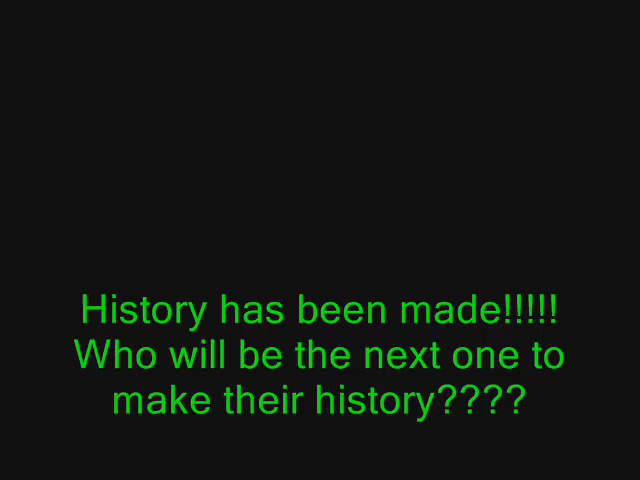 History has been made!!!!!
Who will be the next one to
make their history????